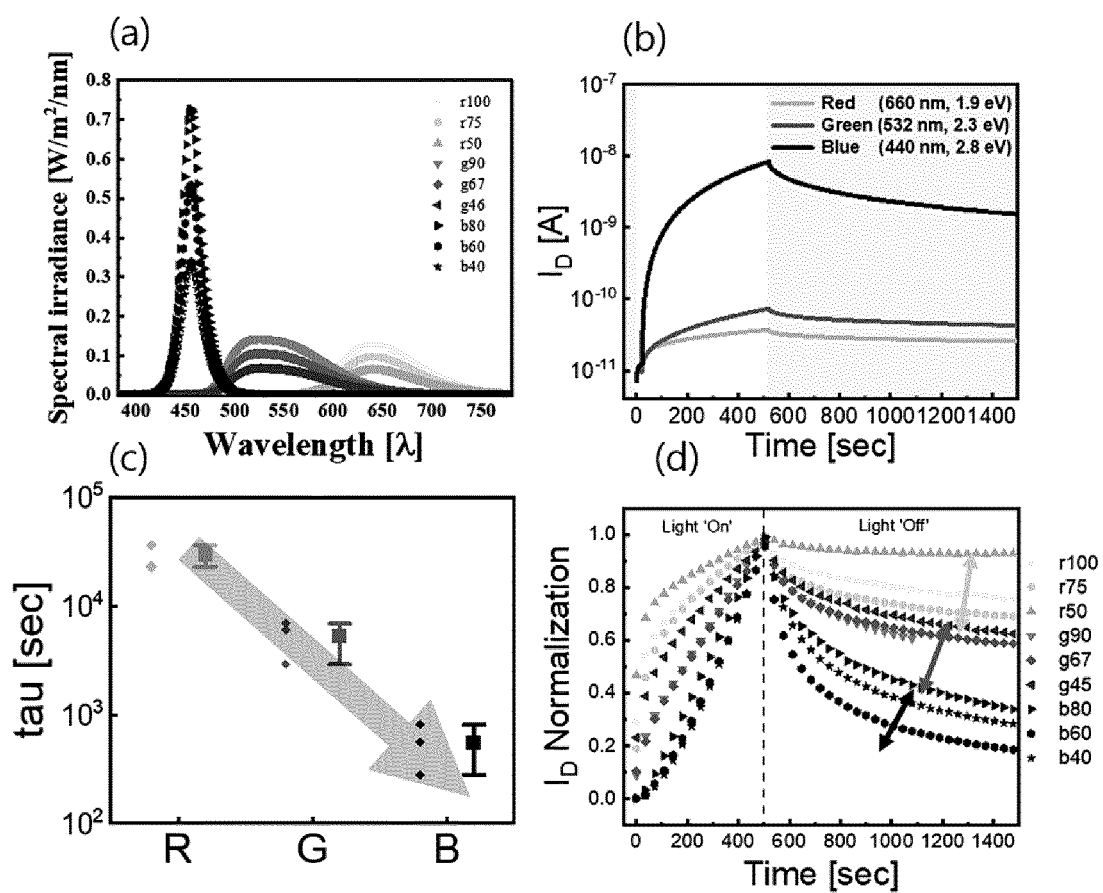 (a)
Spectral irradiance [W/m²/nm]
0.8
0.7
0.6
0.5
0.4
0.3
0.2
0.1
0.0
r100
r75
r50
g90
g67
g46
b80
b60
b40
400 450 500 550 600 650 700 750
Wavelength [λ]
(b)
I_D [A]
10⁻⁷
10⁻⁸
10⁻⁹
10⁻¹⁰
10⁻¹¹
Red (660 nm, 1.9 eV)
Green (532 nm, 2.3 eV)
Blue (440 nm, 2.8 eV)
0 200 400 600 800 1000 1200 1400
Time [sec]
(c)
tau [sec]
10⁵
10⁴
10³
10²
R G B
(d)
I_D Normalization
1.0
0.8
0.6
0.4
0.2
0.0
Light 'On' Light 'Off'
r100
r75
r50
g90
g67
g45
b80
b60
b40
0 200 400 600 800 1000 1200 1400
Time [sec]